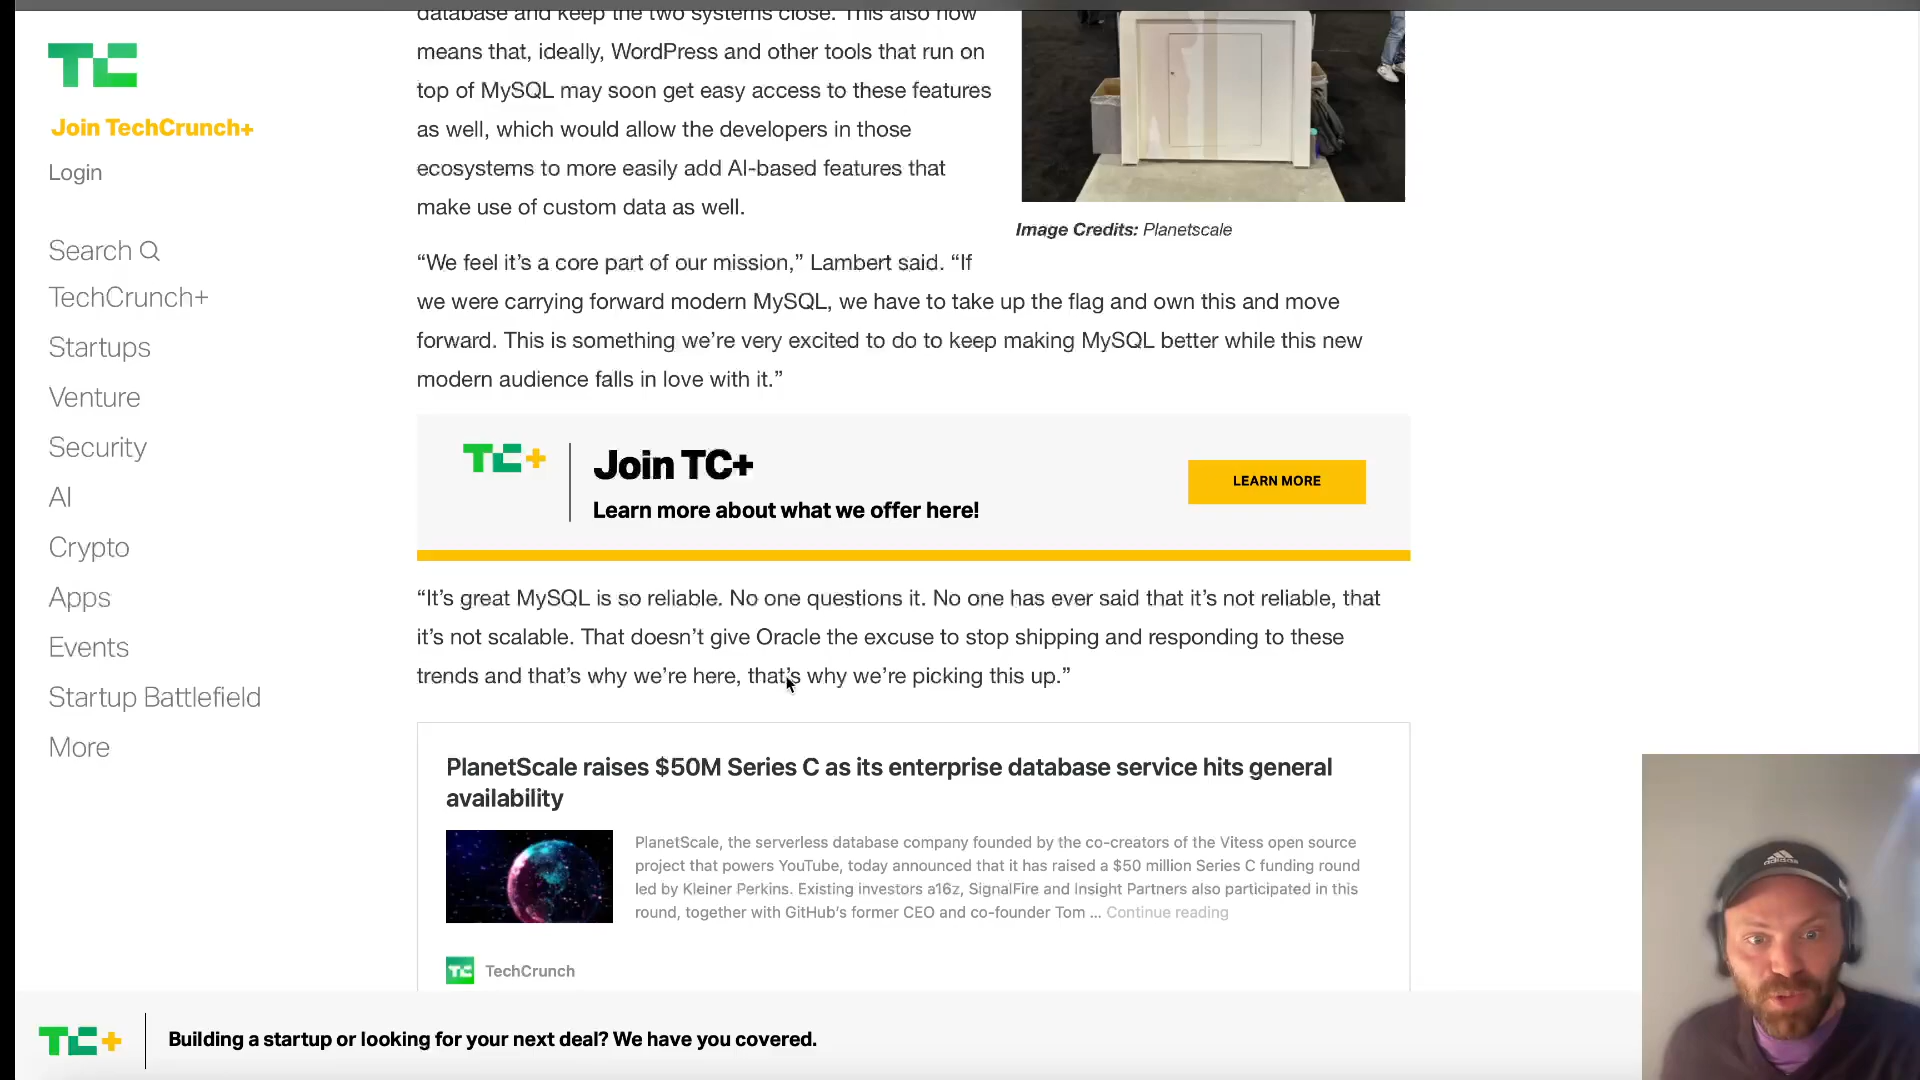 TC
Join TechCrunch+
Login
Search
TechCrunch+
Startups
Venture
Security
AI
Crypto
Apps
Events
Startup Battlefield
More
database and keep the two systems close. This also now
means that, ideally, WordPress and other tools that run on
top of MySQL may soon get easy access to these features
as well, which would allow the developers in those
ecosystems to more easily add AI-based features that
make use of custom data as well.
Image Credits: Planetscale
“We feel it’s a core part of our mission,” Lambert said. “If
we were carrying forward modern MySQL, we have to take up the flag and own this and move
forward. This is something we’re very excited to do to keep making MySQL better while this new
modern audience falls in love with it.”
TC+
Join TC+
Learn more about what we offer here!
LEARN MORE
“It’s great MySQL is so reliable. No one questions it. No one has ever said that it’s not reliable, that
it’s not scalable. That doesn’t give Oracle the excuse to stop shipping and responding to these
trends and that’s why we’re here, that’s why we’re picking this up.”
PlanetScale raises $50M Series C as its enterprise database service hits general
availability
PlanetScale, the serverless database company founded by the co-creators of the Vitess open source
project that powers YouTube, today announced that it has raised a $50 million Series C funding round
led by Kleiner Perkins. Existing investors a16z, SignalFire and Insight Partners also participated in this
round, together with GitHub’s former CEO and co-founder Tom ... Continue reading
TC TechCrunch
TC+
Building a startup or looking for your next deal? We have you covered.
adidas